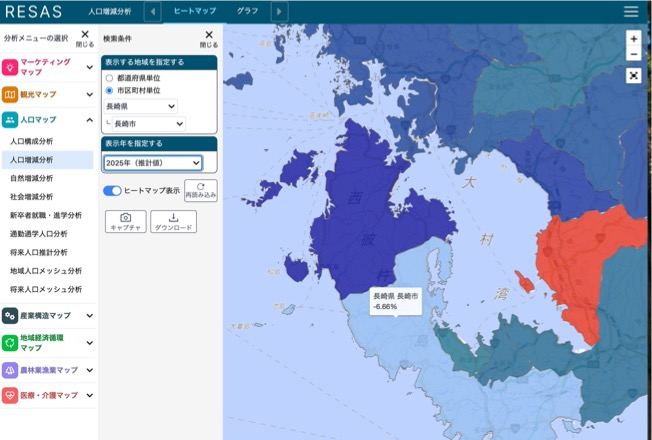 RESAS
人口増減分析
ヒートマップ
グラフ
分析メニューの選択
閉じる
マーケティング
マップ
観光マップ
人口マップ
人口構成分析
人口増減分析
自然増減分析
社会増減分析
新卒者就職・進学分析
通勤通学人口分析
将来人口推計分析
地域人口メッシュ分析
将来人口メッシュ分析
産業構造マップ
地域経済循環
マップ
農林業漁業マップ
医療・介護マップ
検索条件
閉じる
表示する地域を指定する
都道府県単位
市区町村単位
長崎県
長崎市
表示年を指定する
2025年（推計値）
ヒートマップ表示
再読み込み
キャプチャ
ダウンロード
西
彼
杵
大
村
湾
長崎県 長崎市
-6.66%